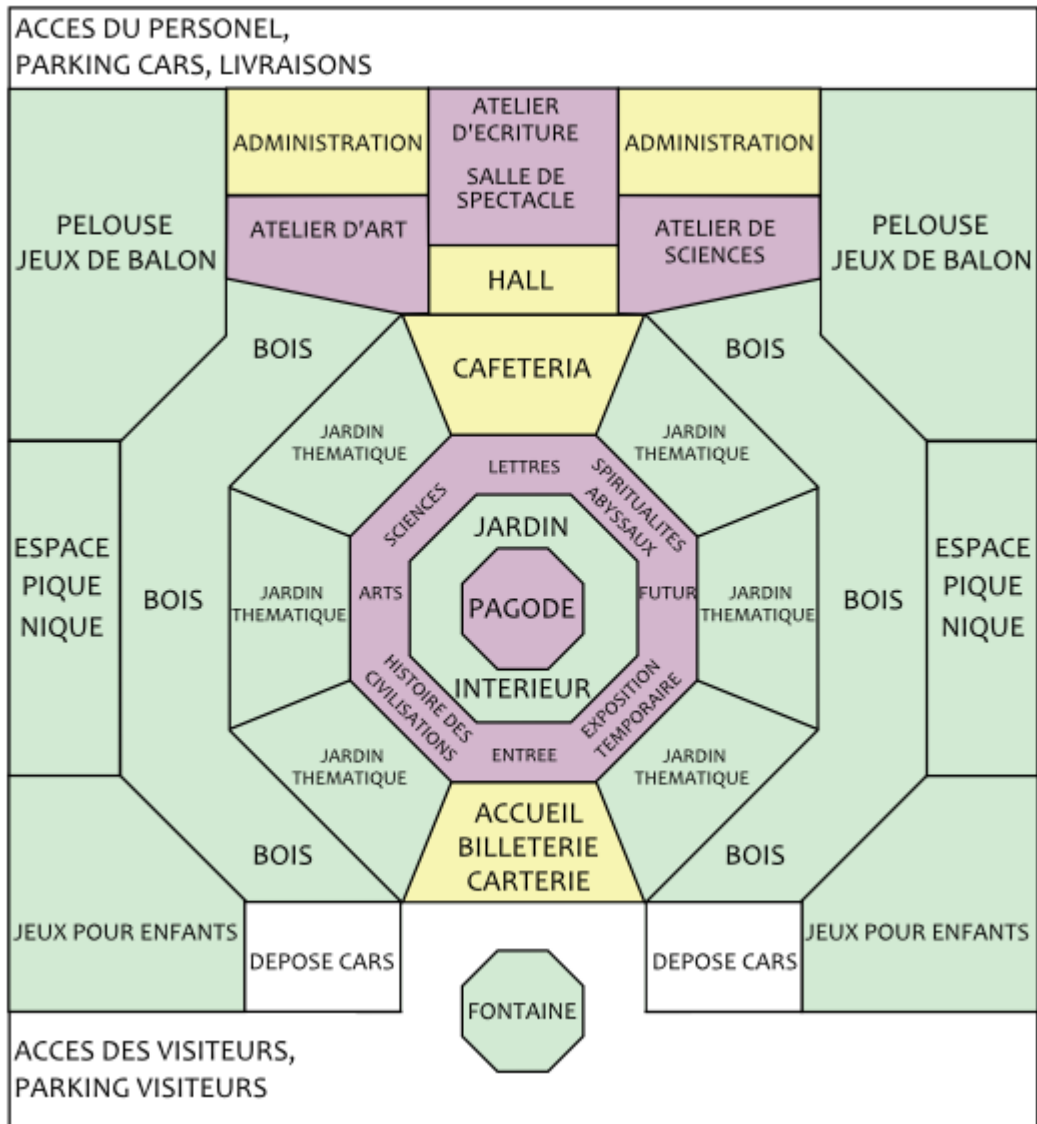 ACCES DU PERSONEL,
PARKING CARS, LIVRAISONS
ADMINISTRATION
ATELIER
D'ECRITURE
SALLE DE
SPECTACLE
ADMINISTRATION
PELOUSE
JEUX DE BALON
ATELIER D'ART
ATELIER DE
SCIENCES
PELOUSE
JEUX DE BALON
HALL
BOIS
CAFETERIA
BOIS
JARDIN
THEMATIQUE
JARDIN
THEMATIQUE
LETTRES
SCIENCES
SPIRITUALITES
ABYSSAUX
JARDIN
ESPACE
PIQUE
NIQUE
BOIS
JARDIN
THEMATIQUE
ARTS
PAGODE
FUTUR
JARDIN
THEMATIQUE
BOIS
ESPACE
PIQUE
NIQUE
INTERIEUR
HISTOIRE DES
CIVILISATIONS
EXPOSITION
TEMPORAIRE
ENTREE
JARDIN
THEMATIQUE
JARDIN
THEMATIQUE
ACCUEIL
BILLETERIE
CARTERIE
BOIS
BOIS
JEUX POUR ENFANTS
DEPOSE CARS
DEPOSE CARS
JEUX POUR ENFANTS
FONTAINE
ACCES DES VISITEURS,
PARKING VISITEURS